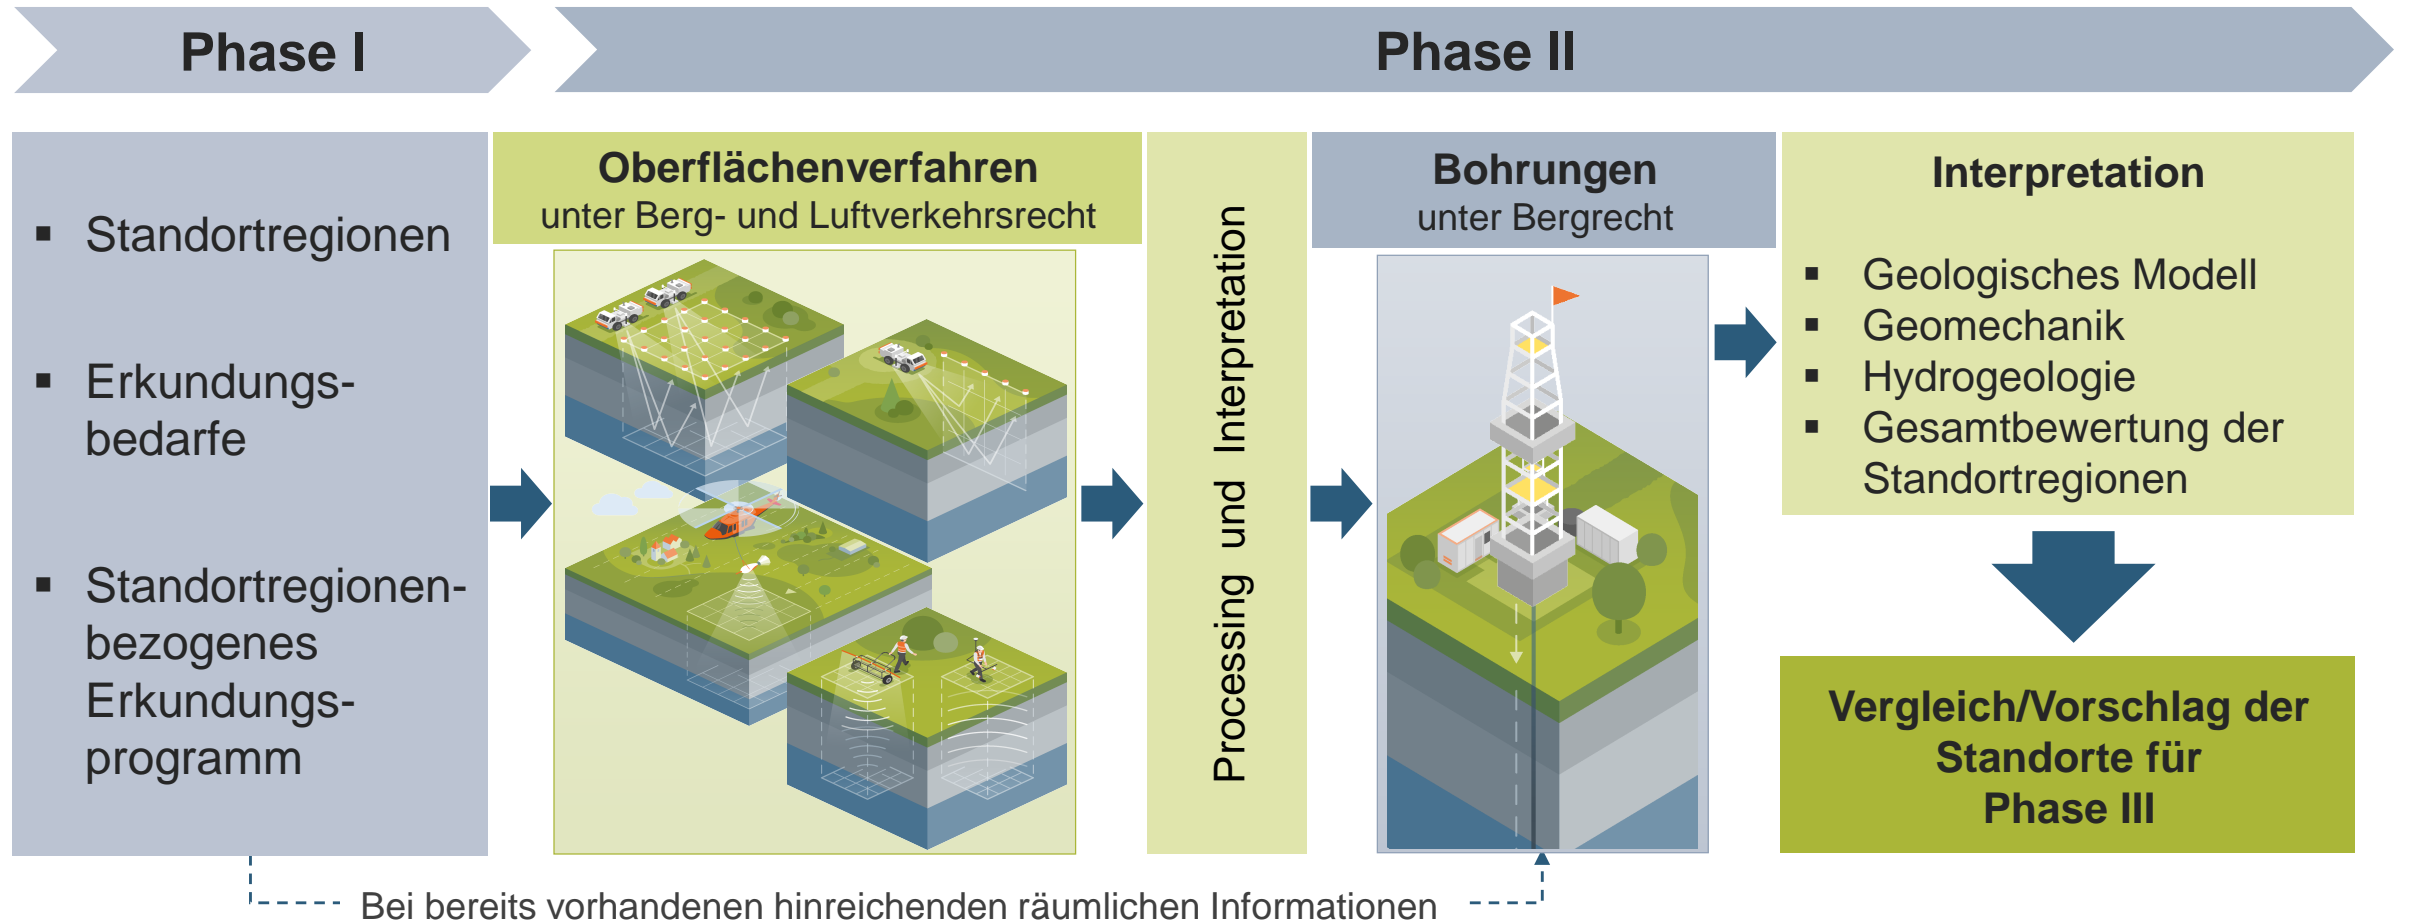 Phase I
Phase II
▪ Standortregionen
▪ Erkundungs-
bedarfe
▪ Standortregionen-
bezogenes
Erkundungs-
programm
Oberflächenverfahren
unter Berg- und Luftverkehrsrecht
Processing und Interpretation
Bohrungen
unter Bergrecht
Interpretation
▪ Geologisches Modell
▪ Geomechanik
▪ Hydrogeologie
▪ Gesamtbewertung der
Standortregionen
Vergleich/Vorschlag der
Standorte für
Phase III
Bei bereits vorhandenen hinreichenden räumlichen Informationen